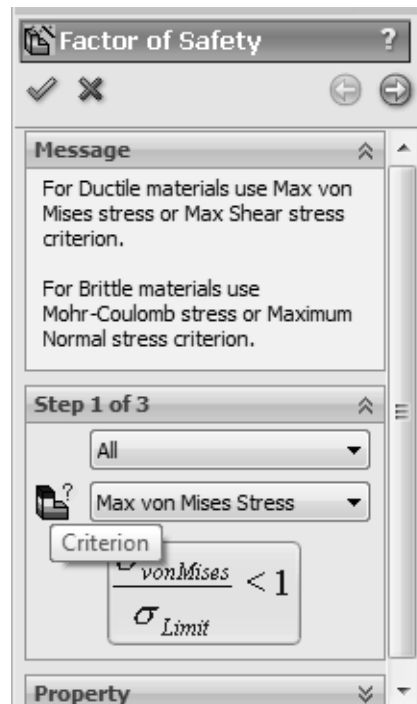 Factor of Safety ?
Message
For Ductile materials use Max von
Mises stress or Max Shear stress
criterion.
For Brittle materials use
Mohr-Coulomb stress or Maximum
Normal stress criterion.
Step 1 of 3
All
?
Max von Mises Stress
Criterion
σ vonMises
< 1
σ Limit
Property